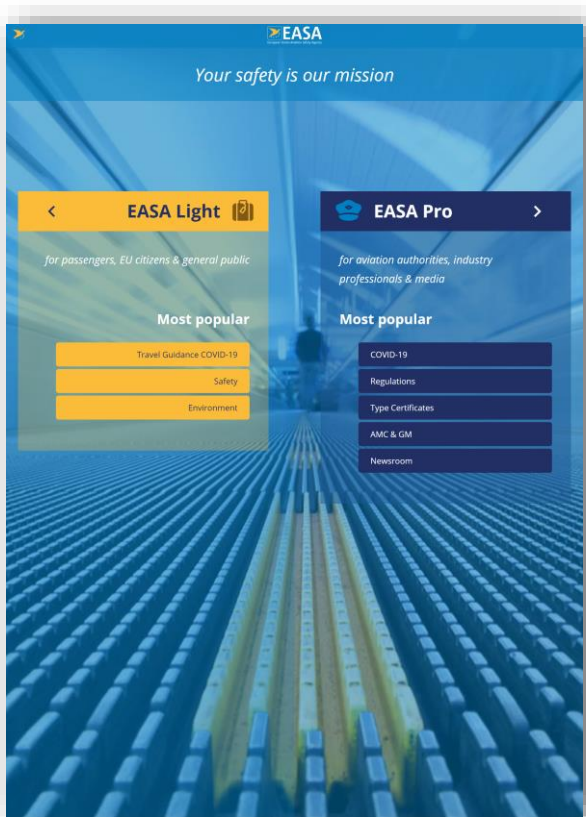 EASA
Your safety is our mission
EASA Light
for passengers, EU citizens & general public
Most popular
Travel Guidance COVID-19
Safety
Environment
EASA Pro
for aviation authorities, industry
professionals & media
Most popular
COVID-19
Regulations
Type Certificates
AMC & GM
Newsroom